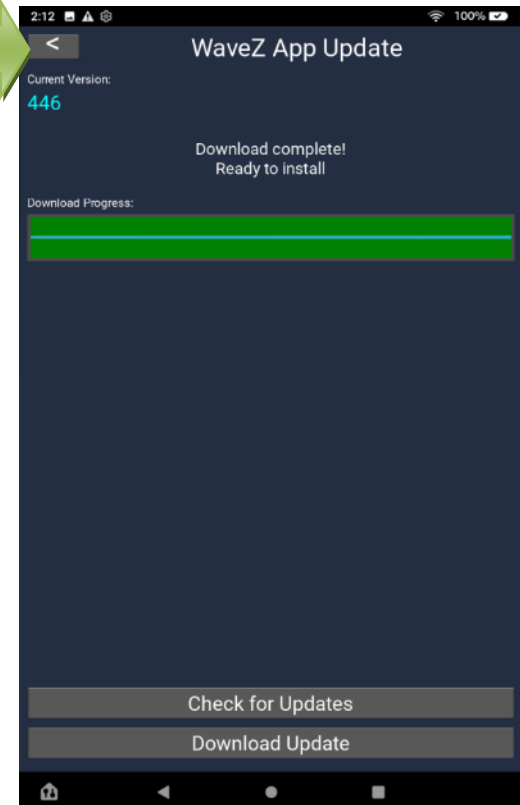 2:12 100%
<
WaveZ App Update
Current Version:
446
Download complete!
Ready to install
Download Progress:
Check for Updates
Download Update